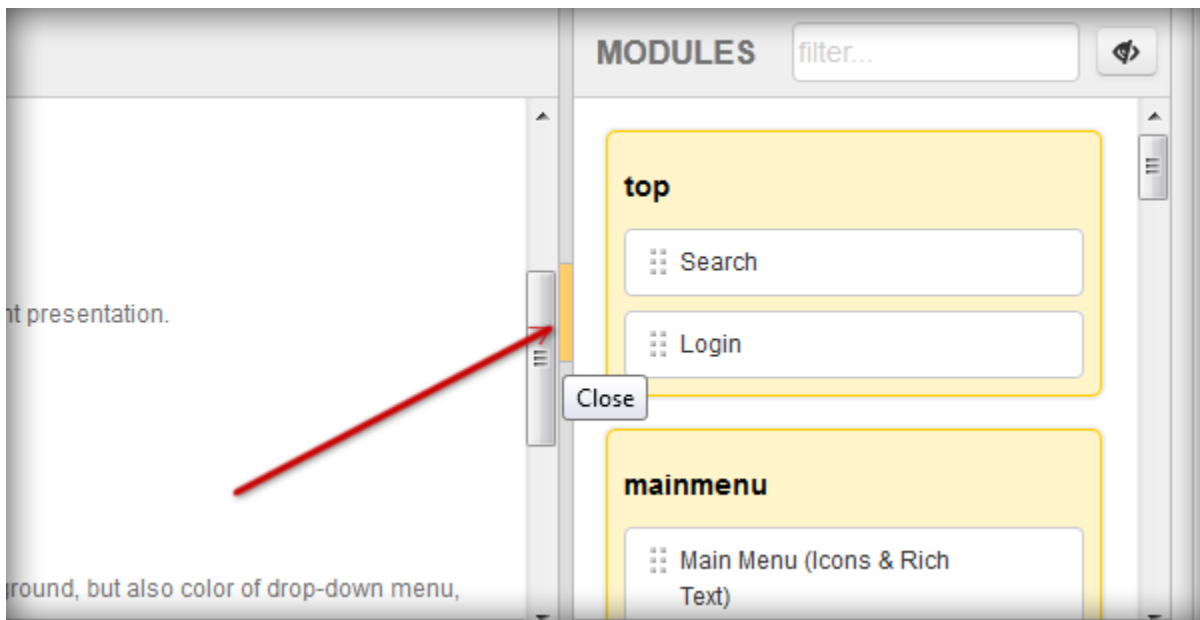 MODULES
filter...
top
Search
Login
nt presentation.
Close
mainmenu
Main Menu (Icons & Rich
Text)
ground, but also color of drop-down menu,